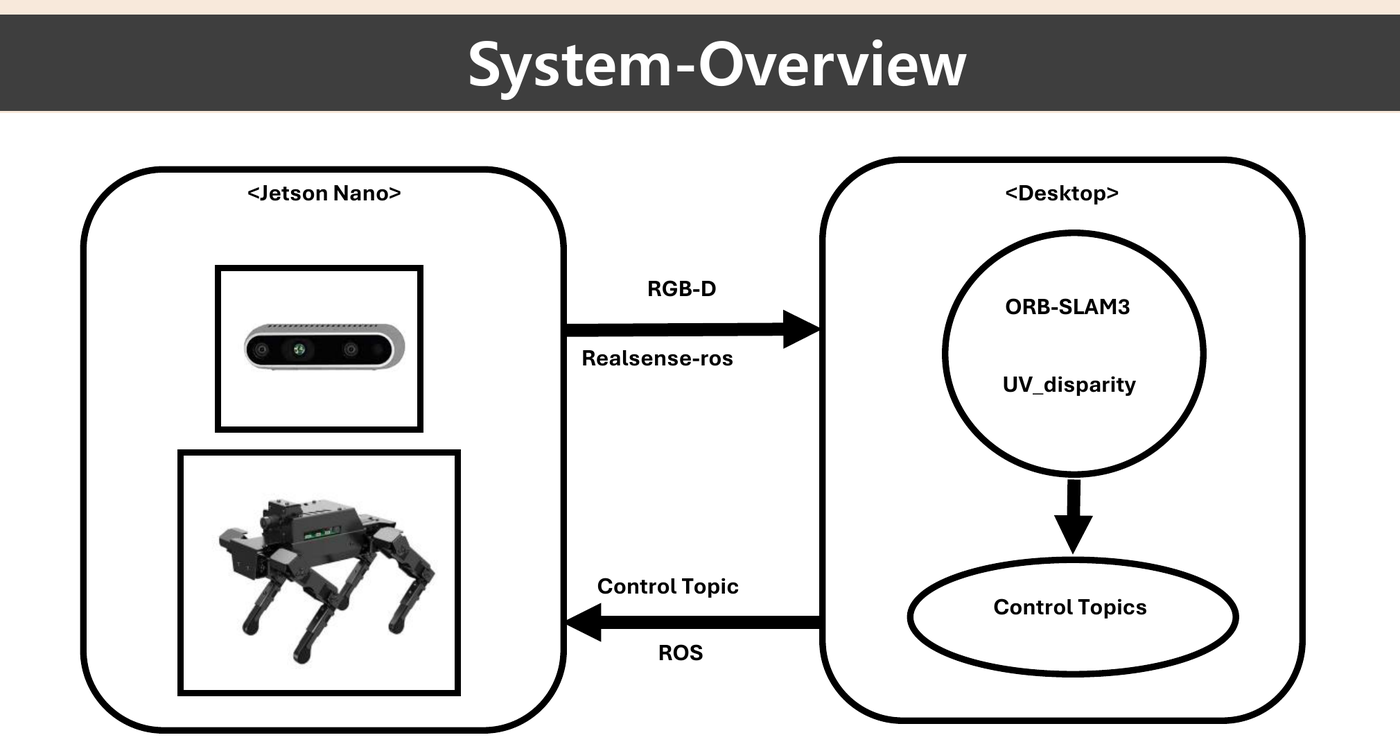 System-Overview
<Jetson Nano>
RGB-D
Realsense-ros
Control Topic
ROS
<Desktop>
ORB-SLAM3
UV_disparity
Control Topics